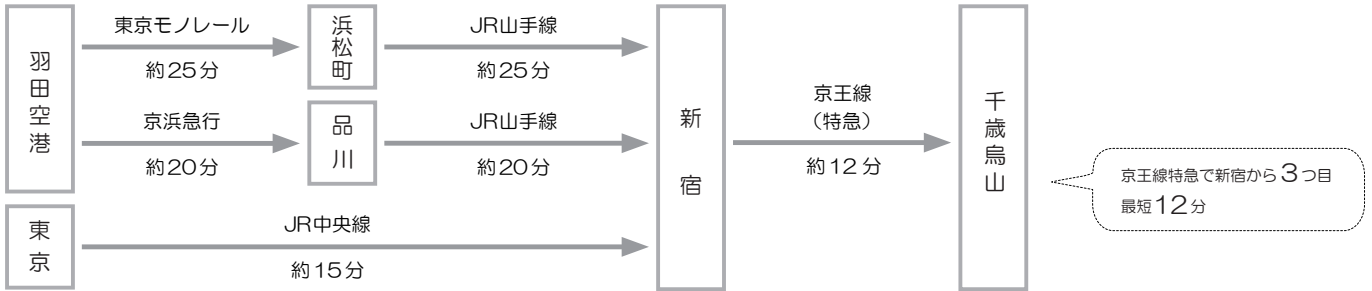 羽田空港
東京モノレール
約25分
浜松町
JR山手線
約25分
京浜急行
約20分
品川
JR山手線
約20分
東京
JR中央線
約15分
新宿
京王線
（特急）
約12分
千歳烏山
京王線特急で新宿から3つ目
最短12分